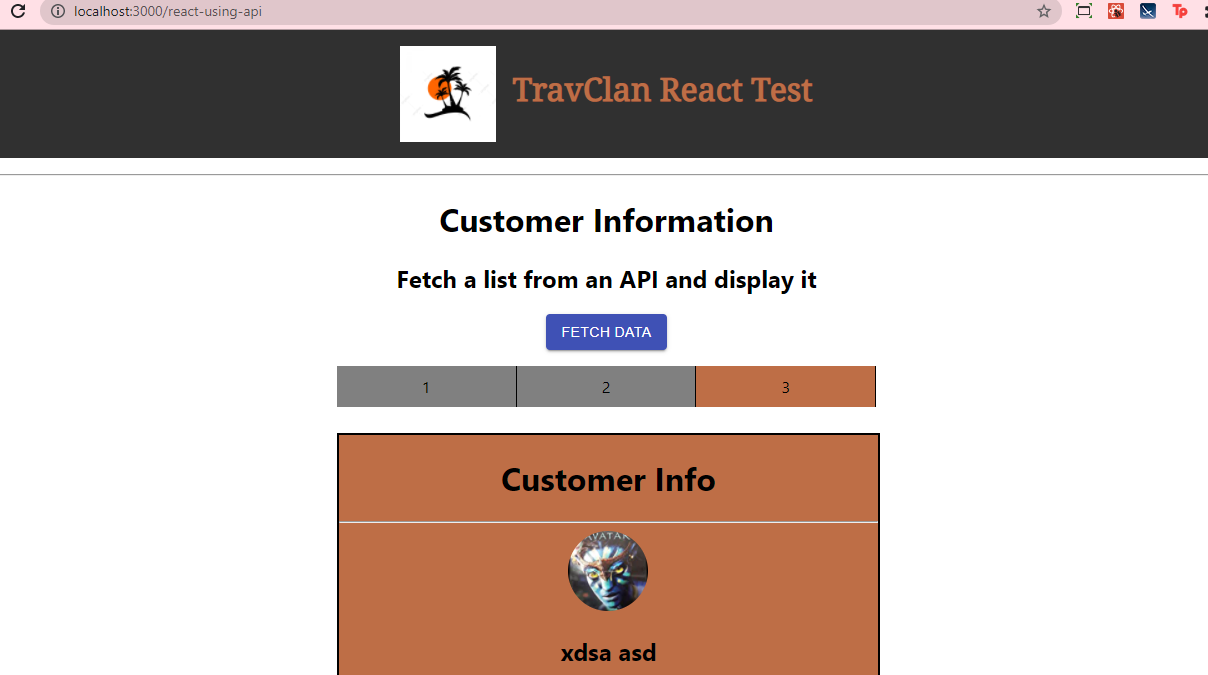 localhost:3000/react-using-api
Tp
TravClan React Test
Customer Information
Fetch a list from an API and display it
FETCH DATA
1 2 3
Customer Info
AVATAR
xdsa asd